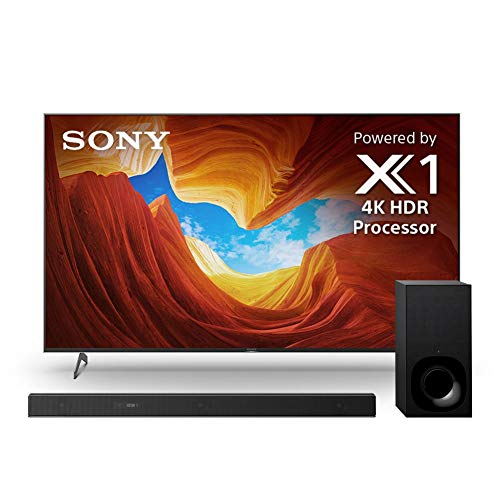 SONY
Powered by
X1
4K HDR
Processor